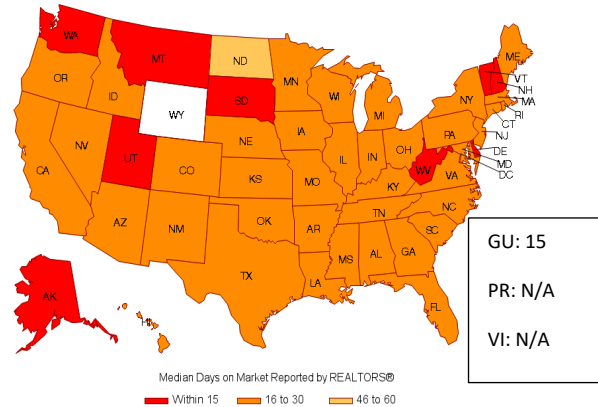 WA
MT
ND
MN
ME
VT
NH
MA
RI
CT
NJ
DE
MD
DC
OR
ID
WY
SD
WI
MI
NY
PA
NV
UT
CO
NE
IA
IL
IN
OH
WV
VA
CA
KS
MO
KY
NC
TN
SC
AZ
NM
OK
AR
MS
AL
GA
TX
LA
FL
AK
HI
GU: 15
PR: N/A
VI: N/A
Median Days on Market Reported by REALTORS®
Within 15 16 to 30 46 to 60